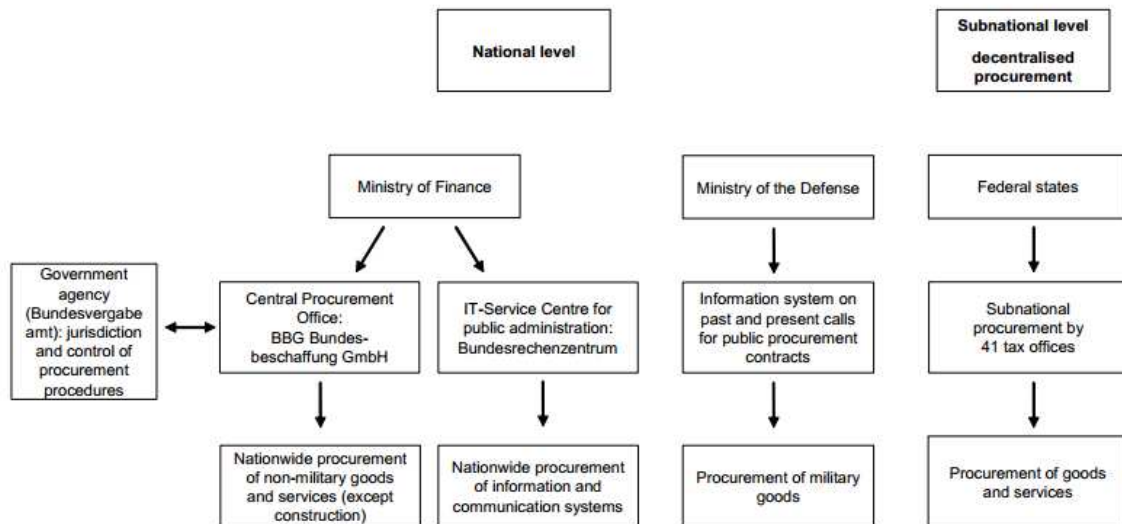 National level
Subnational level
decentralised
procurement
Ministry of Finance
Ministry of the Defense
Federal states
Government
agency
(Bundesvergabe
amt): jurisdiction
and control of
procurement
procedures
Central Procurement
Office:
BBG Bundes-
beschaffung GmbH
IT-Service Centre for
public administration:
Bundesrechenzentrum
Information system on
past and present calls
for public procurement
contracts
Subnational
procurement by
41 tax offices
Nationwide procurement
of non-military goods
and services (except
construction)
Nationwide procurement
of information and
communication systems
Procurement of military
goods
Procurement of goods
and services